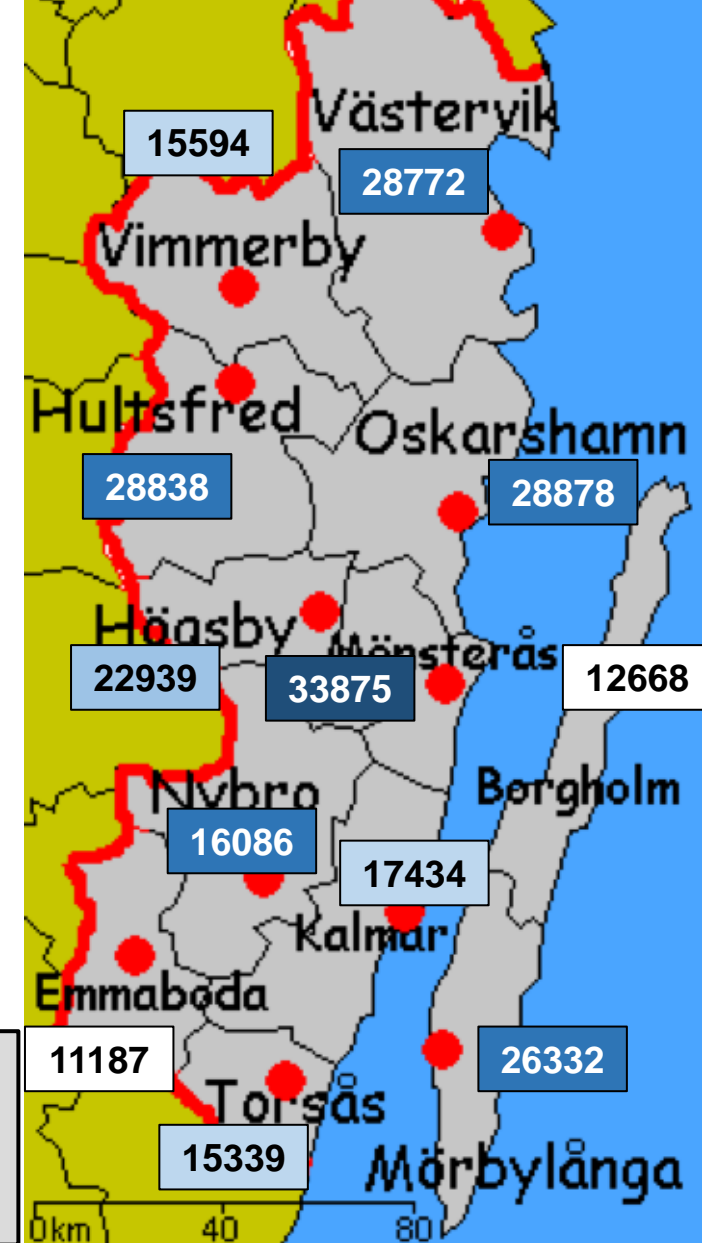 Västervik
15594
28772
Vimmerby
Hultsfred
Oskarshamn
28838
28878
Högsby
Mönsterås
22939
33875
12668
Borgholm
Nybro
16086
17434
Kalmar
Emmaboda
11187
26332
Torsås
15339
Mörbylånga
0km 40 80